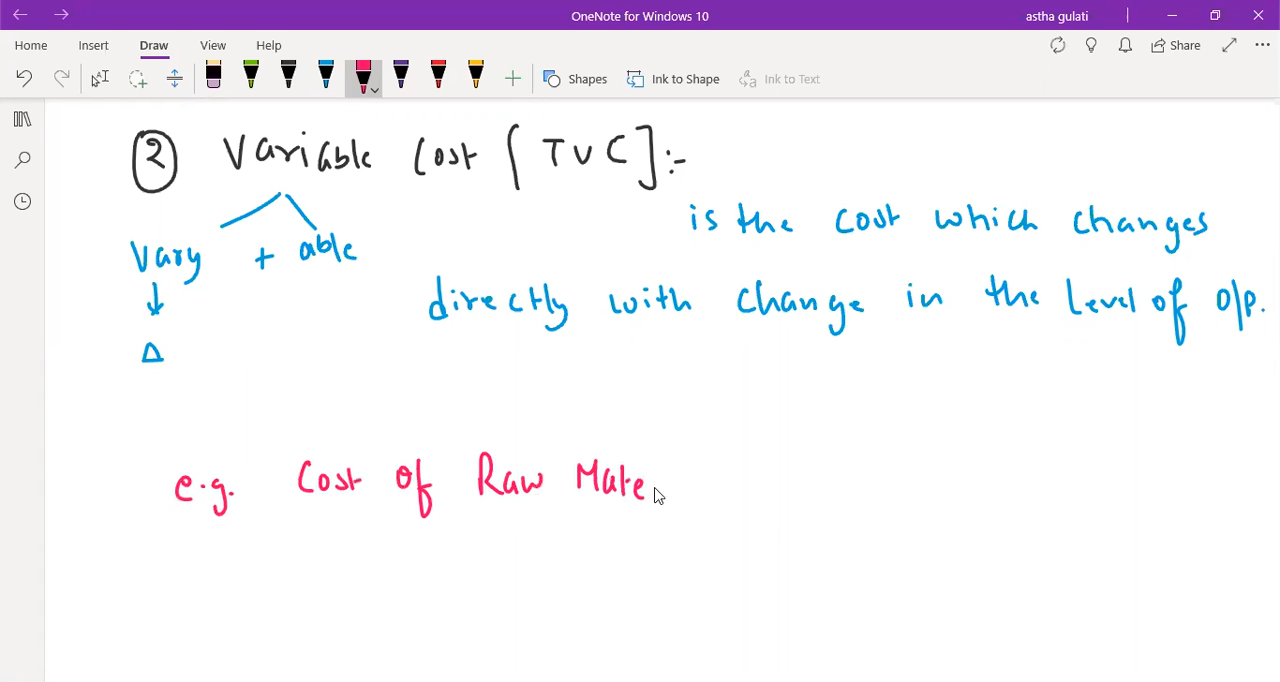 OneNote for Windows 10
astha gulati
Home Insert Draw View Help
Share
Shapes Ink to Shape Ink to Text
2 Variable Cost [TVC]:-
is the cost which changes
Vary + able
directly with change in the level of o/p.
Δ
e.g. Cost of Raw Mate